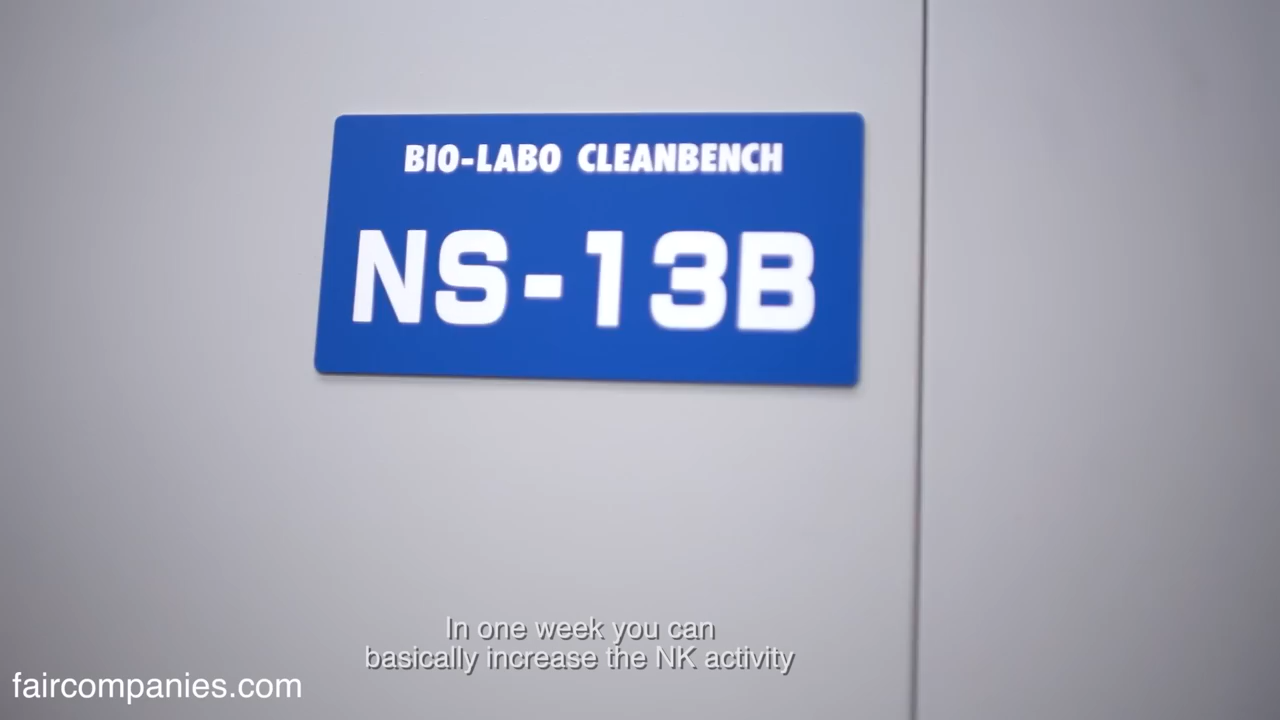 BIO-LABO CLEANBENCH
NS-13B
In one week you can
basically increase the NK activity
faircompanies.com